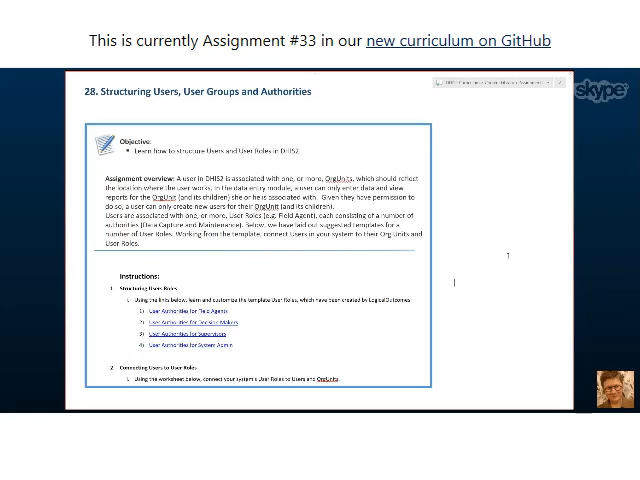 This is currently Assignment #33 in our new curriculum on GitHub
skype
28. Structuring Users, User Groups and Authorities
Objective:
▪ Learn how to structure Users and User Roles in DHIS2
Assignment overview: A user in DHIS2 is associated with one, or more, OrgUnits, which should reflect
the location where the user works. In the data entry module, a user can only enter data and view
reports for the OrgUnit (and its children) she or he is associated with. Given they have permission to
do so, a user can only create new users for their OrgUnit (and its children).
Users are associated with one, or more, User Roles (e.g. Field Agent), each consisting of a number of
authorities (Data Capture and Maintenance). Below, we have laid out suggested templates for a
number of User Roles. Working from the template, connect Users in your system to their Org Units and
User Roles.
Instructions:
1. Structuring Users Roles
i. Using the links below, learn and customize the template User Roles, which have been created by LogicalOutcomes:
1) User Authorities for Field Agents
2) User Authorities for Decision Makers
3) User Authorities for Supervisors
4) User Authorities for System Admin
2. Connecting Users to User Roles
i. Using the worksheet below, connect your system's User Roles to Users and OrgUnits.